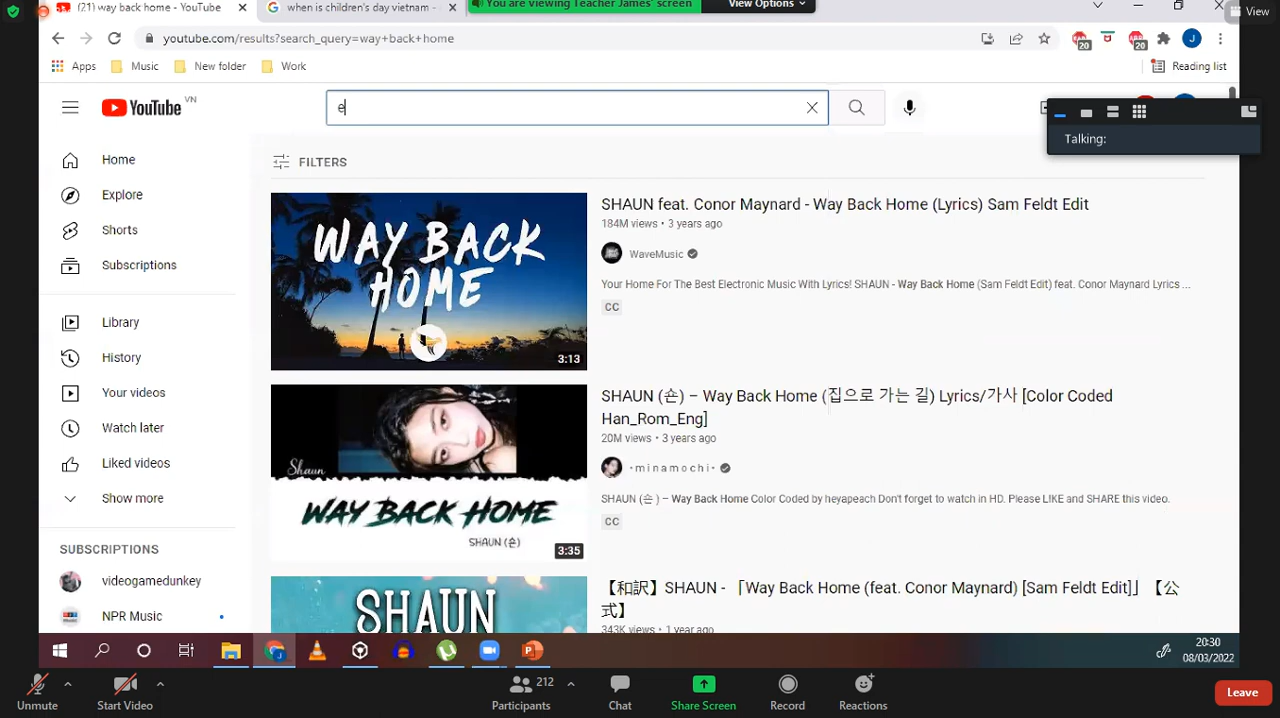 (21) way back home - YouTube
when is children's day vietnam -
You are viewing Teacher James' screen
View Options
View
youtube.com/results?search_query=way+back+home
20
20
J
Apps
Music
New folder
Work
Reading list
YouTube VN
e
Talking:
FILTERS
Home
Explore
Shorts
Subscriptions
Library
History
Your videos
Watch later
Liked videos
Show more
SUBSCRIPTIONS
videogamedunkey
NPR Music
WAY BACK
HOME
3:13
SHAUN feat. Conor Maynard - Way Back Home (Lyrics) Sam Feldt Edit
184M views • 3 years ago
WaveMusic
Your Home For The Best Electronic Music With Lyrics! SHAUN - Way Back Home (Sam Feldt Edit) feat. Conor Maynard Lyrics ...
CC
Shaun
WAY BACK HOME
SHAUN (숀)
3:35
SHAUN (숀) – Way Back Home (집으로 가는 길) Lyrics/가사 [Color Coded
Han_Rom_Eng]
20M views • 3 years ago
• m i n a m o c h i •
SHAUN (숀 ) – Way Back Home Color Coded by heyapeach Don't forget to watch in HD. Please LIKE and SHARE this video.
CC
SHAUN
【和訳】SHAUN - 「Way Back Home (feat. Conor Maynard) [Sam Feldt Edit]」【公
式】
343K views • 1 year ago
20:30
08/03/2022
Unmute
Start Video
212
Participants
Chat
Share Screen
Record
Reactions
Leave